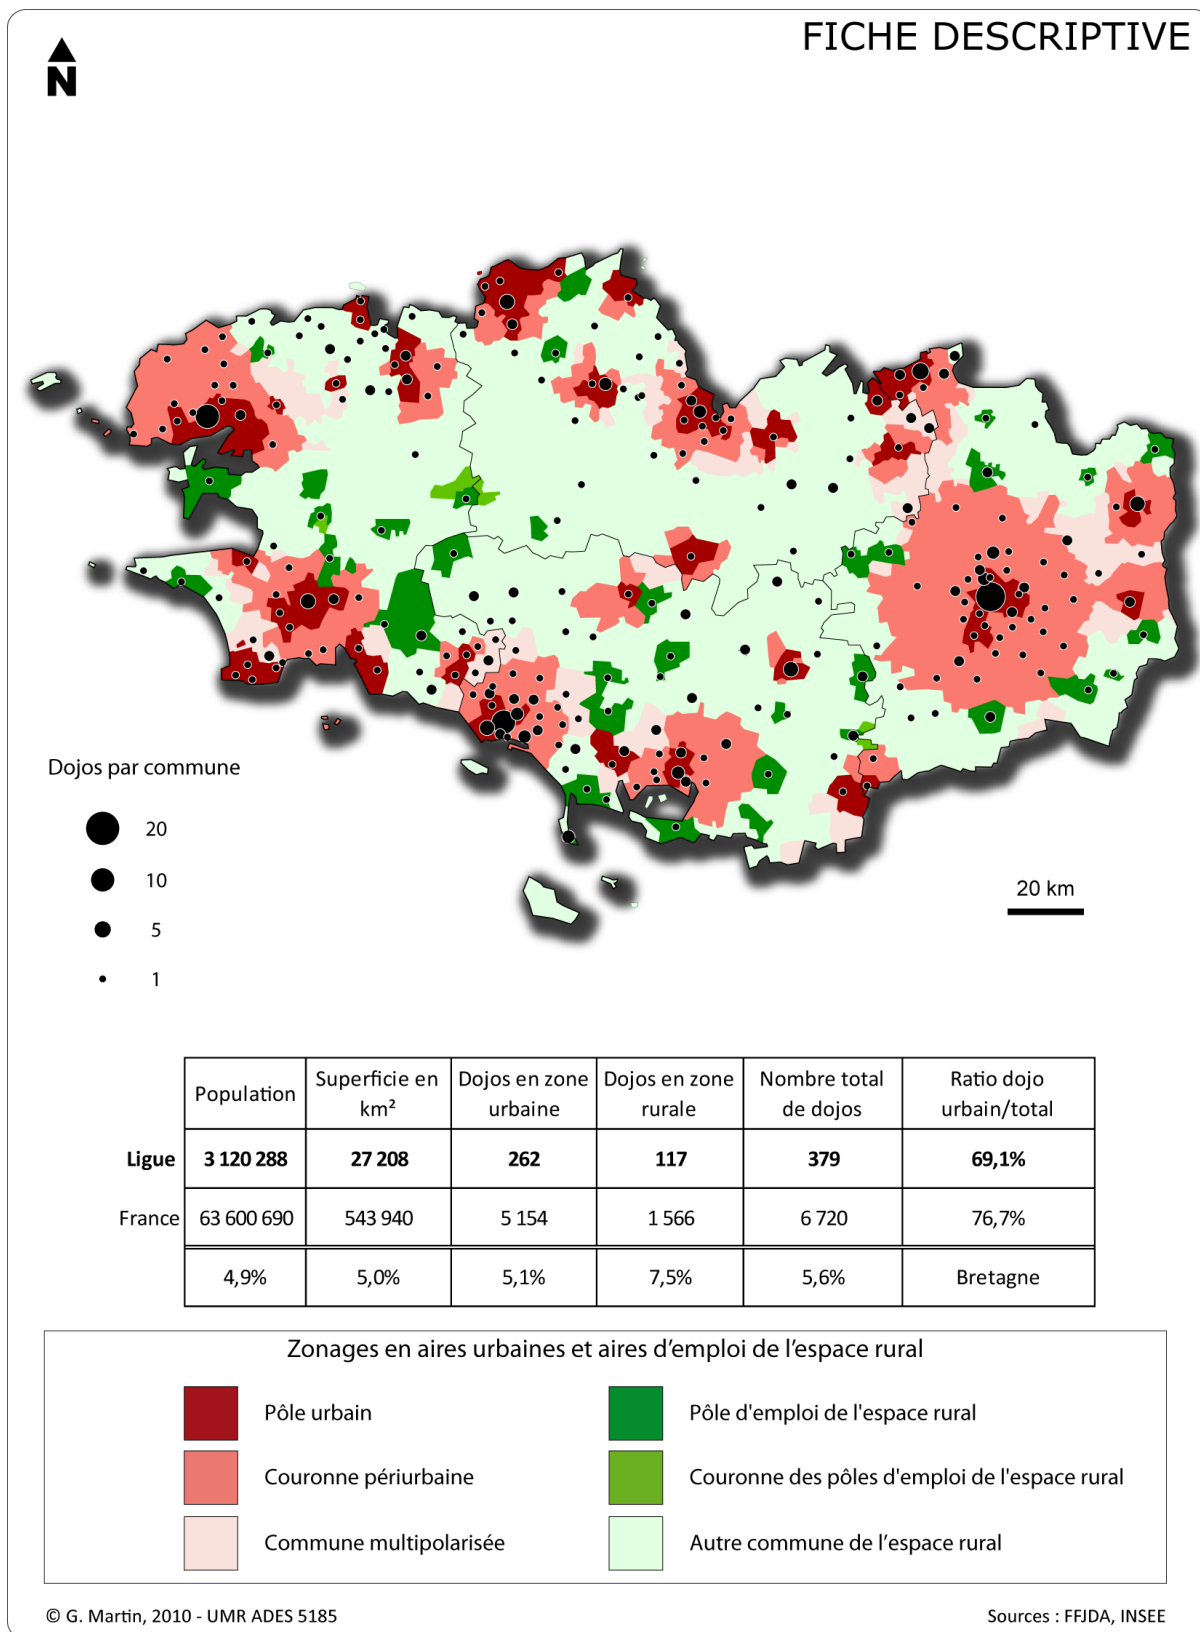 FICHE DESCRIPTIVE
N
Dojos par commune
20
10
5
1
20 km
Population
Superficie en km²
Dojos en zone urbaine
Dojos en zone rurale
Nombre total de dojos
Ratio dojo urbain/total
Ligue 3 120 288 27 208 262 117 379 69,1%
France 63 600 690 543 940 5 154 1 566 6 720 76,7%
4,9% 5,0% 5,1% 7,5% 5,6% Bretagne
Zonages en aires urbaines et aires d’emploi de l’espace rural
Pôle urbain
Couronne périurbaine
Commune multipolarisée
Pôle d'emploi de l'espace rural
Couronne des pôles d'emploi de l'espace rural
Autre commune de l’espace rural
© G. Martin, 2010 - UMR ADES 5185
Sources : FFJDA, INSEE